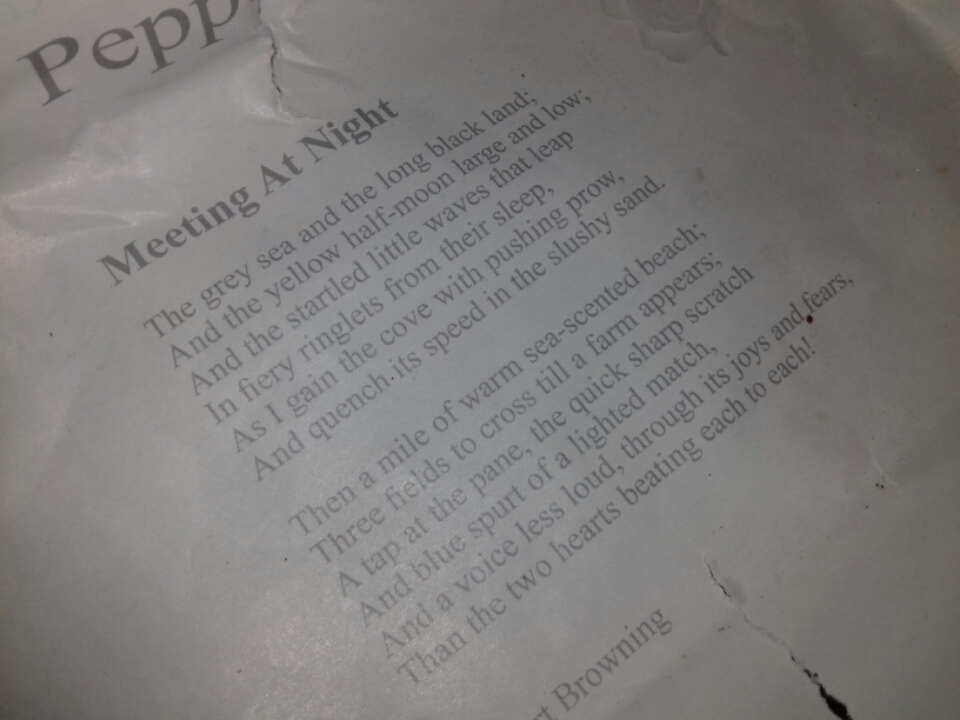 Pepp
Meeting At Night
The grey sea and the long black land;
And the yellow half-moon large and low;
And the startled little waves that leap
In fiery ringlets from their sleep,
As I gain the cove with pushing prow,
And quench its speed in the slushy sand.
Then a mile of warm sea-scented beach;
Three fields to cross till a farm appears;
A tap at the pane, the quick sharp scratch
And blue spurt of a lighted match,
And a voice less loud, through its joys and fears,
Than the two hearts beating each to each!
rt Browning